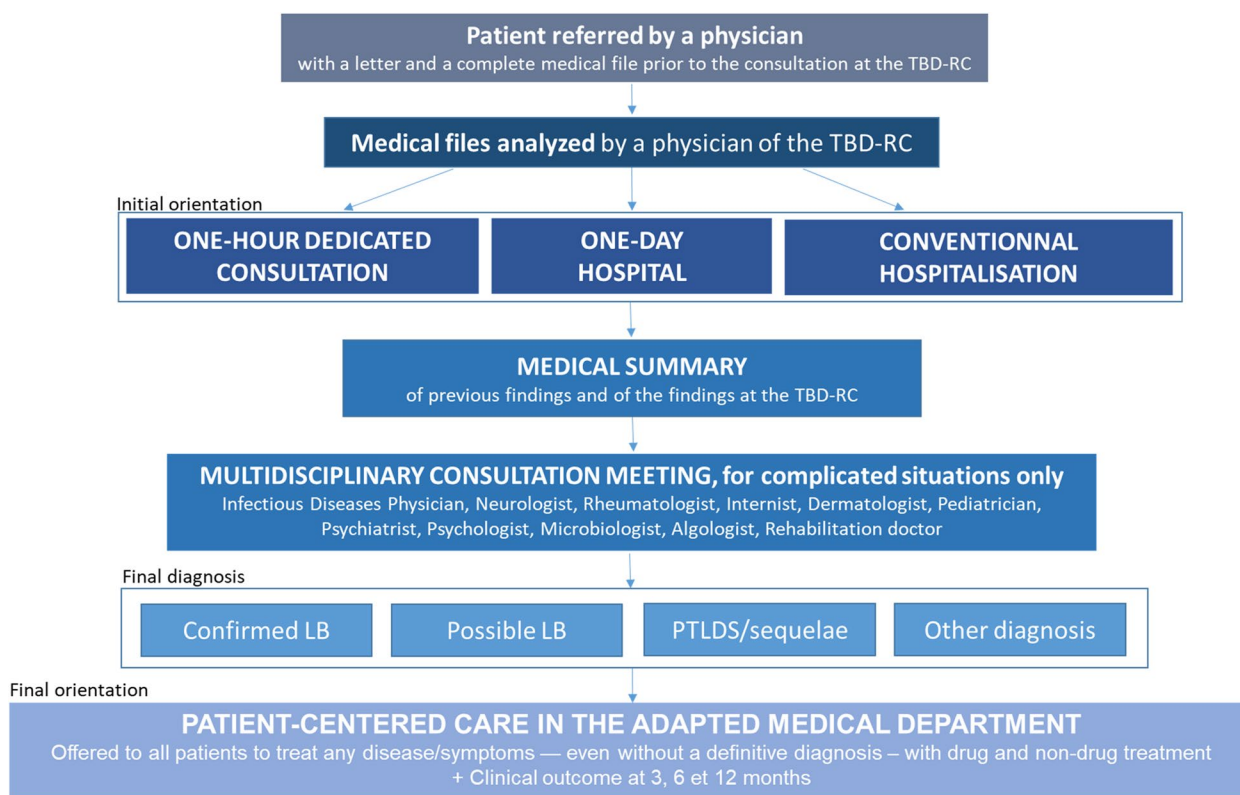 Patient referred by a physician
with a letter and a complete medical file prior to the consultation at the TBD-RC
Medical files analyzed by a physician of the TBD-RC
Initial orientation
ONE-HOUR DEDICATED
CONSULTATION
ONE-DAY
HOSPITAL
CONVENTIONNAL
HOSPITALISATION
MEDICAL SUMMARY
of previous findings and of the findings at the TBD-RC
MULTIDISCIPLINARY CONSULTATION MEETING, for complicated situations only
Infectious Diseases Physician, Neurologist, Rheumatologist, Internist, Dermatologist, Pediatrician,
Psychiatrist, Psychologist, Microbiologist, Algologist, Rehabilitation doctor
Final diagnosis
Confirmed LB
Possible LB
PTLDS/sequelae
Other diagnosis
Final orientation
PATIENT-CENTERED CARE IN THE ADAPTED MEDICAL DEPARTMENT
Offered to all patients to treat any disease/symptoms — even without a definitive diagnosis – with drug and non-drug treatment
+ Clinical outcome at 3, 6 et 12 months